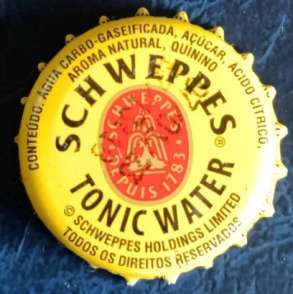 CONTEÚDO: ÁGUA CARBO-GASEIFICADA, AÇÚCAR, ÁCIDO CÍTRICO,
AROMA NATURAL, QUININO
SCHWEPPES®
SCHWEPPES
DEPUIS 1783
TONIC WATER
© SCHWEPPES HOLDINGS LIMITED
TODOS OS DIREITOS RESERVADOS